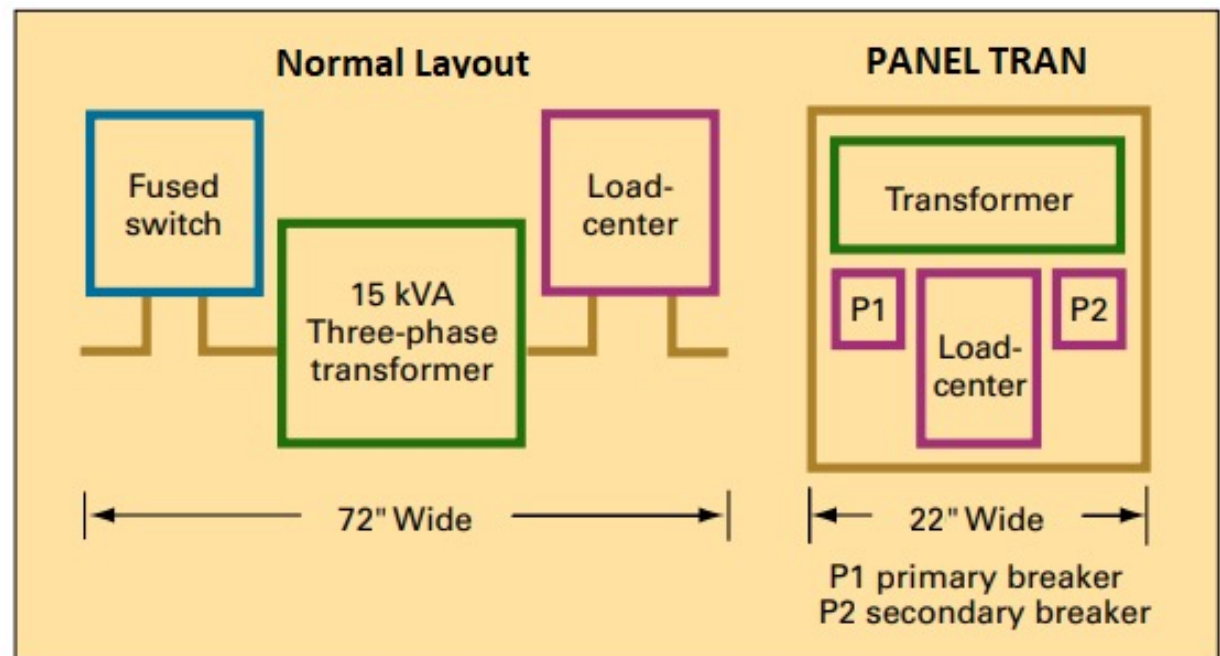 Normal Layout
Fused
switch
15 kVA
Three-phase
transformer
Load-
center
72" Wide
PANEL TRAN
Transformer
P1
Load-
center
P2
22" Wide
P1 primary breaker
P2 secondary breaker